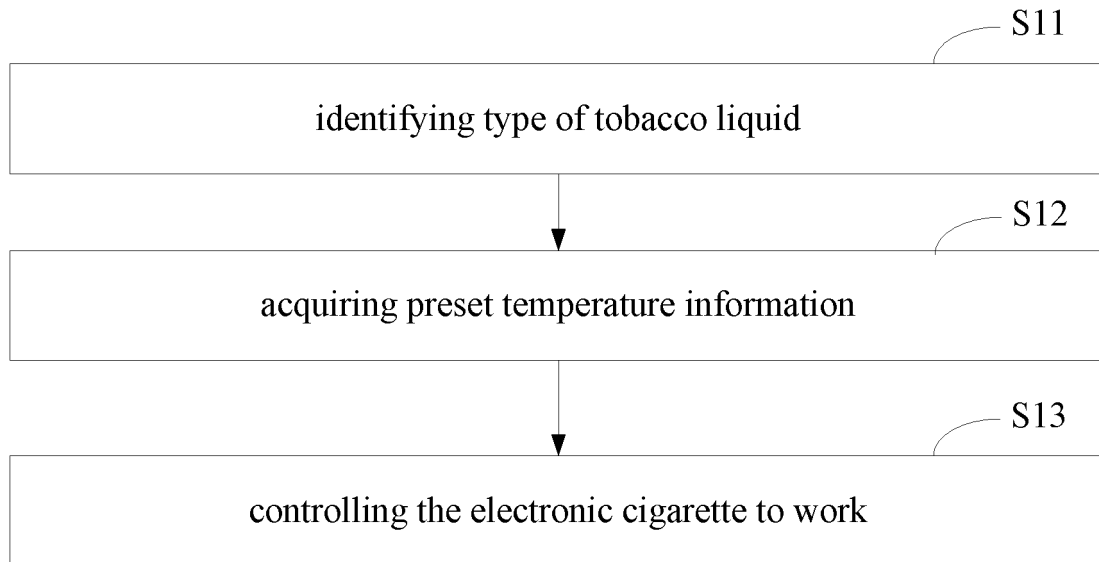 S11
identifying type of tobacco liquid
S12
acquiring preset temperature information
S13
controlling the electronic cigarette to work